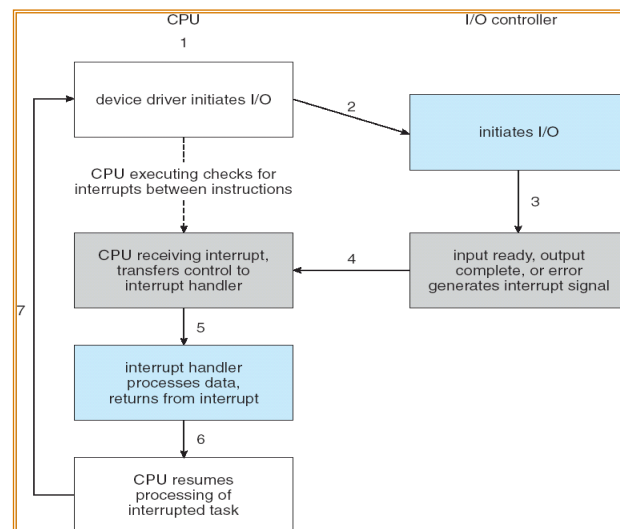 CPU
I/O controller
1
device driver initiates I/O
2
initiates I/O
CPU executing checks for
interrupts between instructions
3
CPU receiving interrupt,
transfers control to
interrupt handler
4
input ready, output
complete, or error
generates interrupt signal
7
5
interrupt handler
processes data,
returns from interrupt
6
CPU resumes
processing of
interrupted task